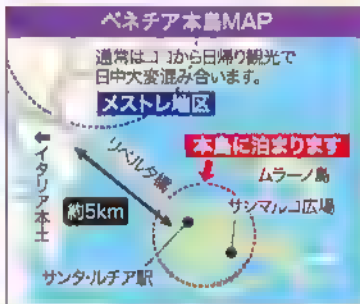 ベネチア本島MAP
通常はここから日帰り観光で
日中大変混み合います。
メストレ地区
本島に泊まります
←イタリア本土
リベルタ橋
ムラーノ島
約5km
サンマルコ広場
サンタ・ルチア駅